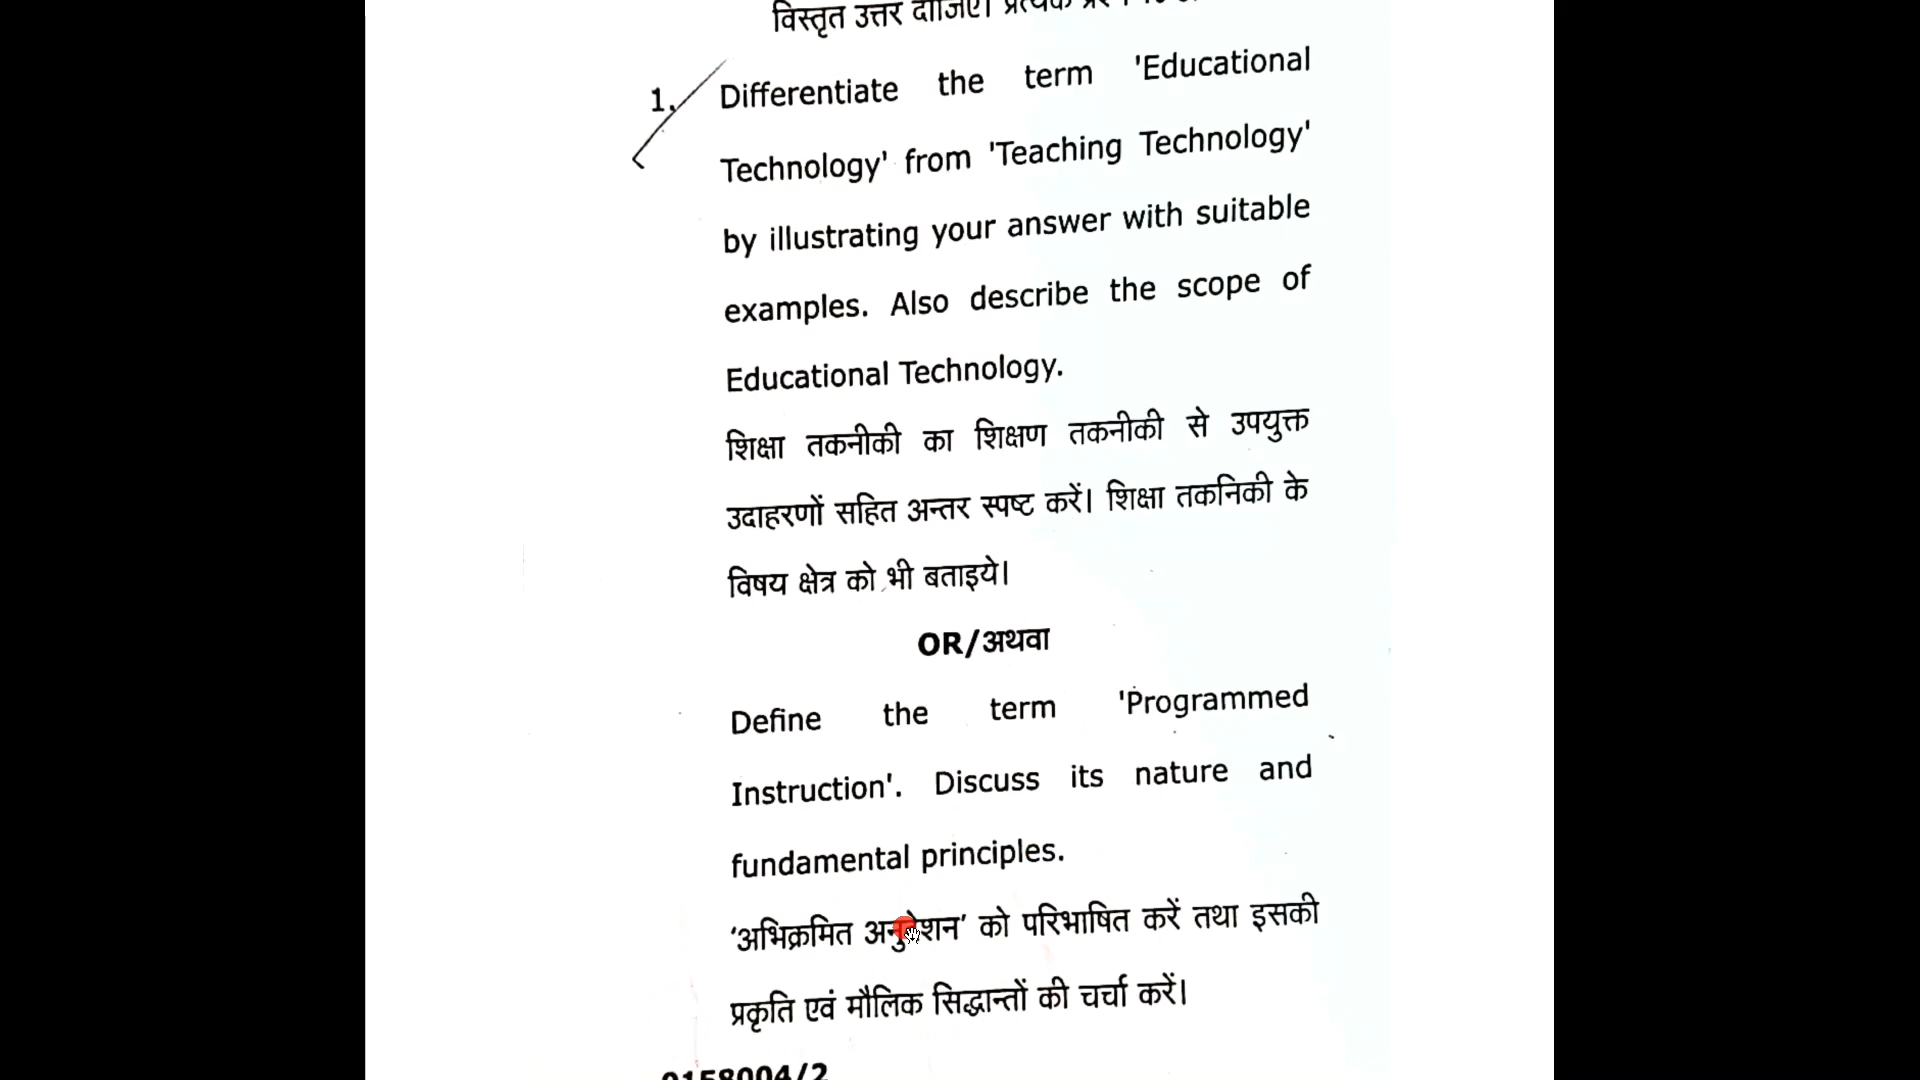 विस्तृत उत्तर दीजिए। प्रत्येक
1. Differentiate the term 'Educational
Technology' from 'Teaching Technology'
by illustrating your answer with suitable
examples. Also describe the scope of
Educational Technology.
शिक्षा तकनीकी का शिक्षण तकनीकी से उपयुक्त
उदाहरणों सहित अन्तर स्पष्ट करें। शिक्षा तकनिकी के
विषय क्षेत्र को भी बताइये।
OR/अथवा
Define the term 'Programmed
Instruction'. Discuss its nature and
fundamental principles.
‘अभिक्रमित अनुदेशन’ को परिभाषित करें तथा इसकी
प्रकृति एवं मौलिक सिद्धान्तों की चर्चा करें।
0158004/2